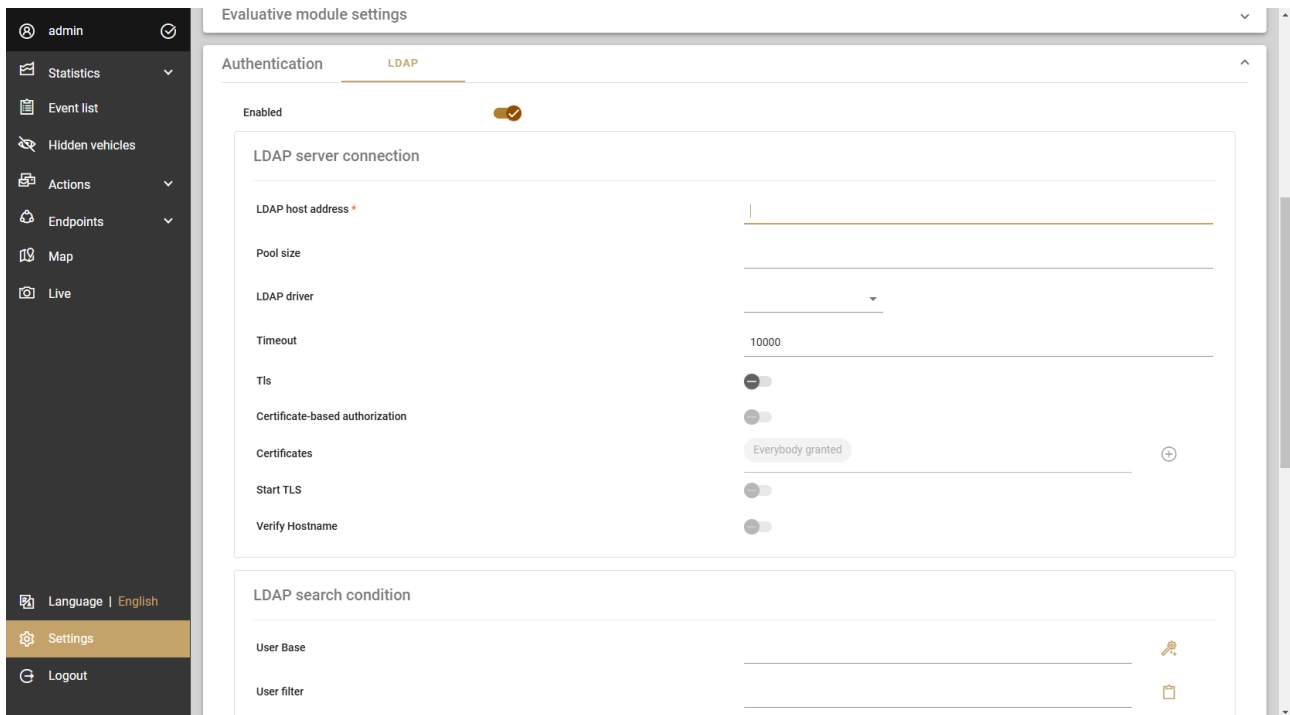 admin
Statistics
Event list
Hidden vehicles
Actions
Endpoints
Map
Live
Language | English
Settings
Logout
Evaluative module settings
Authentication LDAP
Enabled
LDAP server connection
LDAP host address *
Pool size
LDAP driver
Timeout 10000
Tls
Certificate-based authorization
Certificates Everybody granted
Start TLS
Verify Hostname
LDAP search condition
User Base
User filter